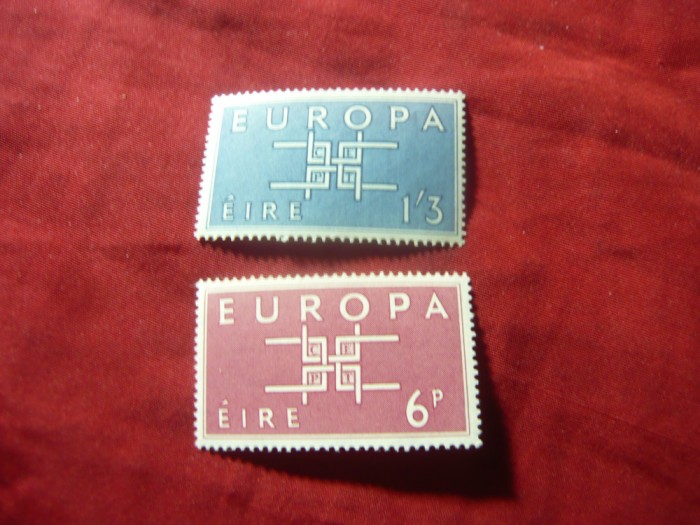 EUROPA
C E
P T
ÉIRE 1'3
EUROPA
C E
P T
ÉIRE 6P